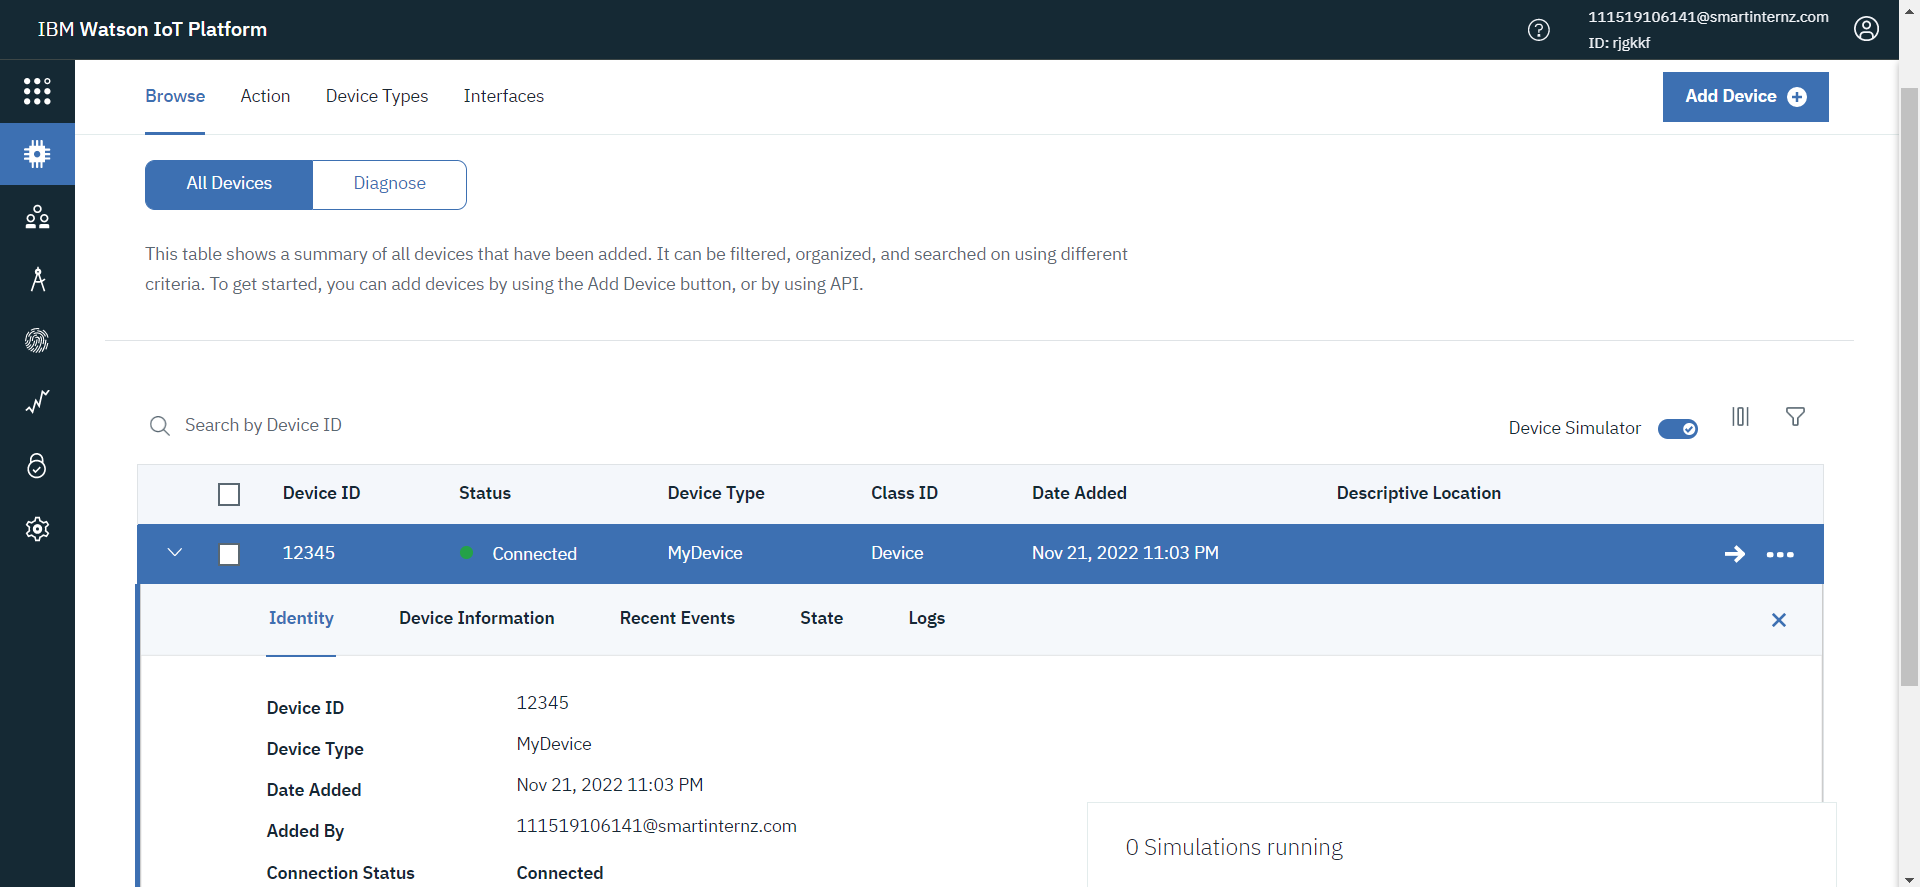 IBM Watson IoT Platform
111519106141@smartinternz.com
ID: rjgkkf
Browse Action Device Types Interfaces
Add Device
All Devices Diagnose
This table shows a summary of all devices that have been added. It can be filtered, organized, and searched on using different
criteria. To get started, you can add devices by using the Add Device button, or by using API.
Search by Device ID
Device Simulator
Device ID Status Device Type Class ID Date Added Descriptive Location
12345 Connected MyDevice Device Nov 21, 2022 11:03 PM
Identity Device Information Recent Events State Logs
Device ID 12345
Device Type MyDevice
Date Added Nov 21, 2022 11:03 PM
Added By 111519106141@smartinternz.com
Connection Status Connected
0 Simulations running